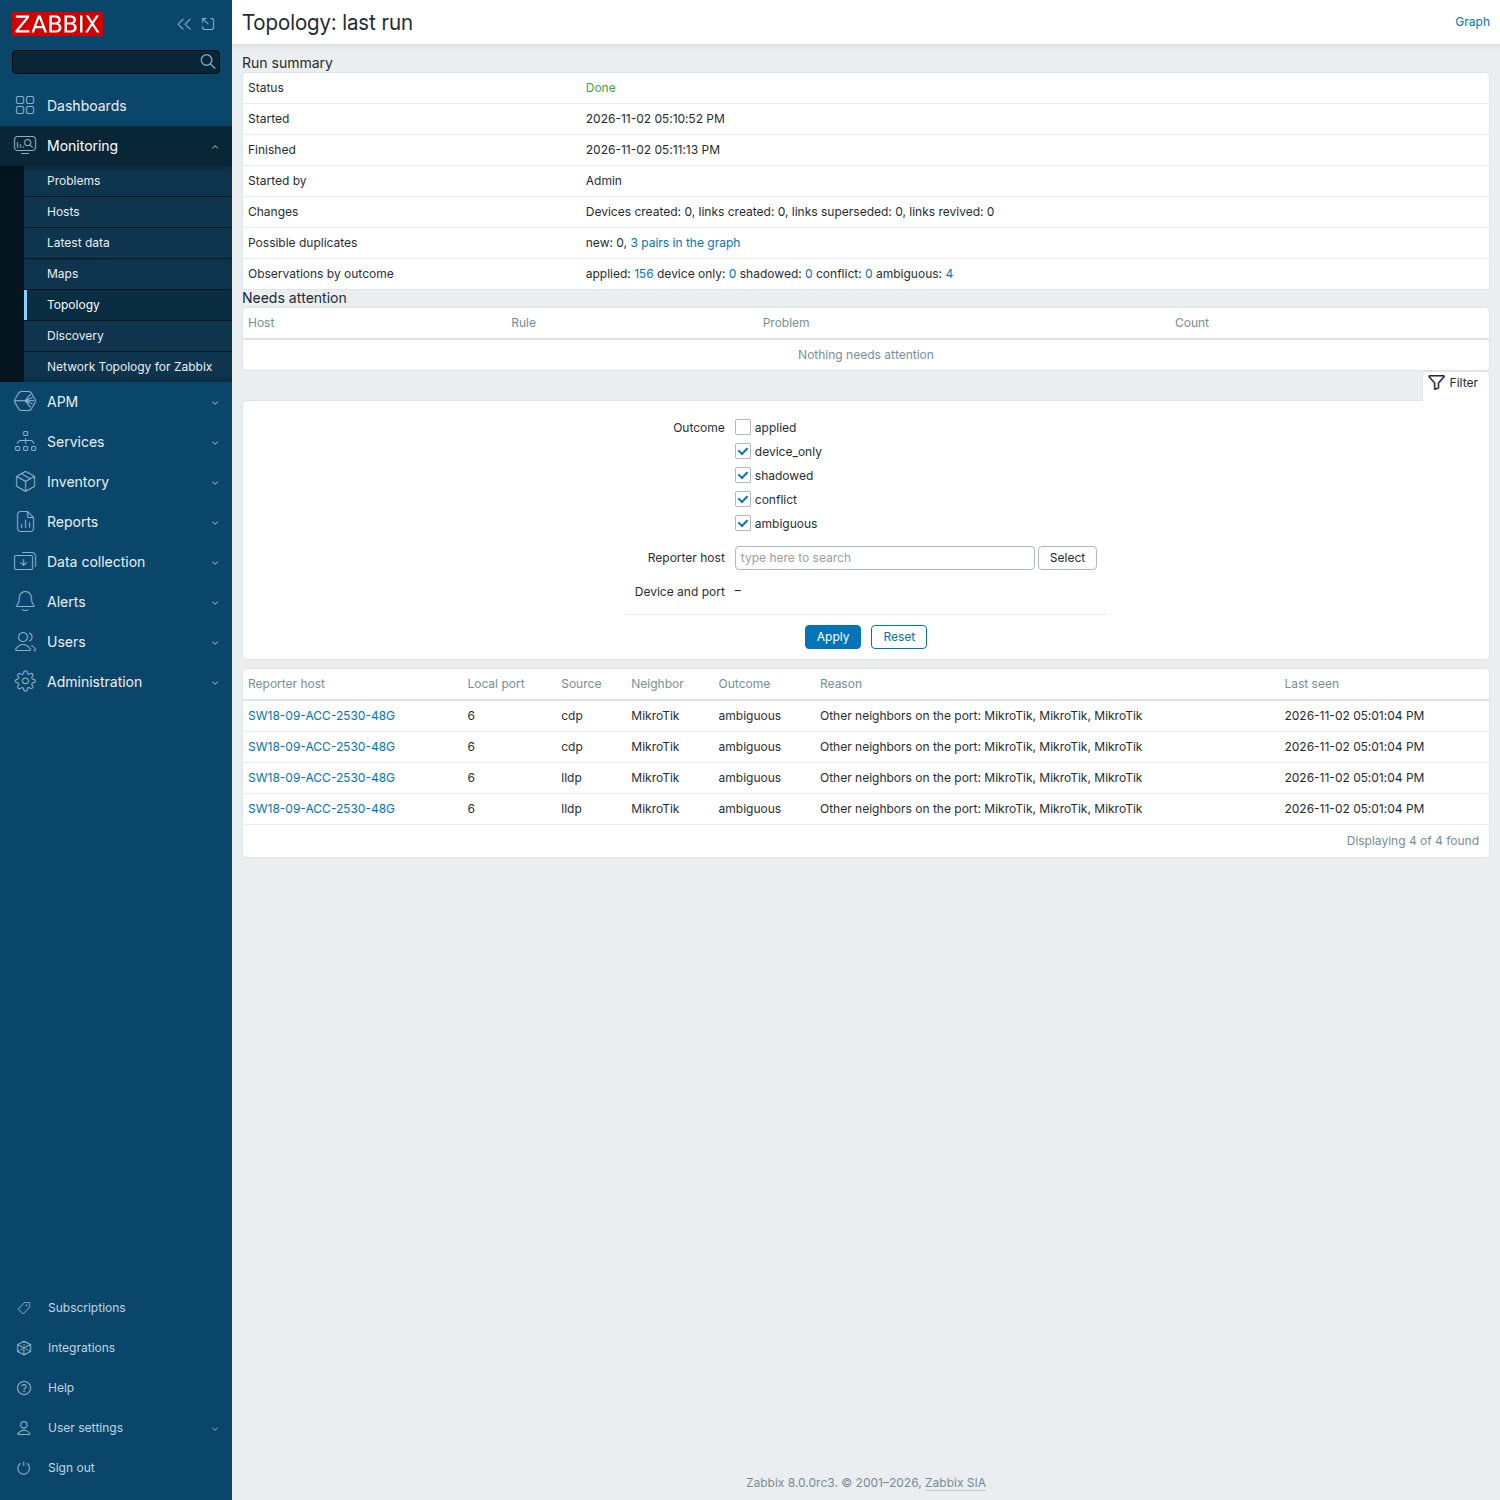 ZABBIX
Dashboards
Monitoring
Problems
Hosts
Latest data
Maps
Topology
Discovery
Network Topology for Zabbix
APM
Services
Inventory
Reports
Data collection
Alerts
Users
Administration
Subscriptions
Integrations
Help
User settings
Sign out
Topology: last run
Graph
Run summary
Status Done
Started 2026-11-02 05:10:52 PM
Finished 2026-11-02 05:11:13 PM
Started by Admin
Changes Devices created: 0, links created: 0, links superseded: 0, links revived: 0
Possible duplicates new: 0, 3 pairs in the graph
Observations by outcome applied: 156 device only: 0 shadowed: 0 conflict: 0 ambiguous: 4
Needs attention
Host Rule Problem Count
Nothing needs attention
Filter
Outcome applied
device_only
shadowed
conflict
ambiguous
Reporter host type here to search Select
Device and port –
Apply Reset
Reporter host Local port Source Neighbor Outcome Reason Last seen
SW18-09-ACC-2530-48G 6 cdp MikroTik ambiguous Other neighbors on the port: MikroTik, MikroTik, MikroTik 2026-11-02 05:01:04 PM
SW18-09-ACC-2530-48G 6 cdp MikroTik ambiguous Other neighbors on the port: MikroTik, MikroTik, MikroTik 2026-11-02 05:01:04 PM
SW18-09-ACC-2530-48G 6 lldp MikroTik ambiguous Other neighbors on the port: MikroTik, MikroTik, MikroTik 2026-11-02 05:01:04 PM
SW18-09-ACC-2530-48G 6 lldp MikroTik ambiguous Other neighbors on the port: MikroTik, MikroTik, MikroTik 2026-11-02 05:01:04 PM
Displaying 4 of 4 found
Zabbix 8.0.0rc3. © 2001–2026, Zabbix SIA